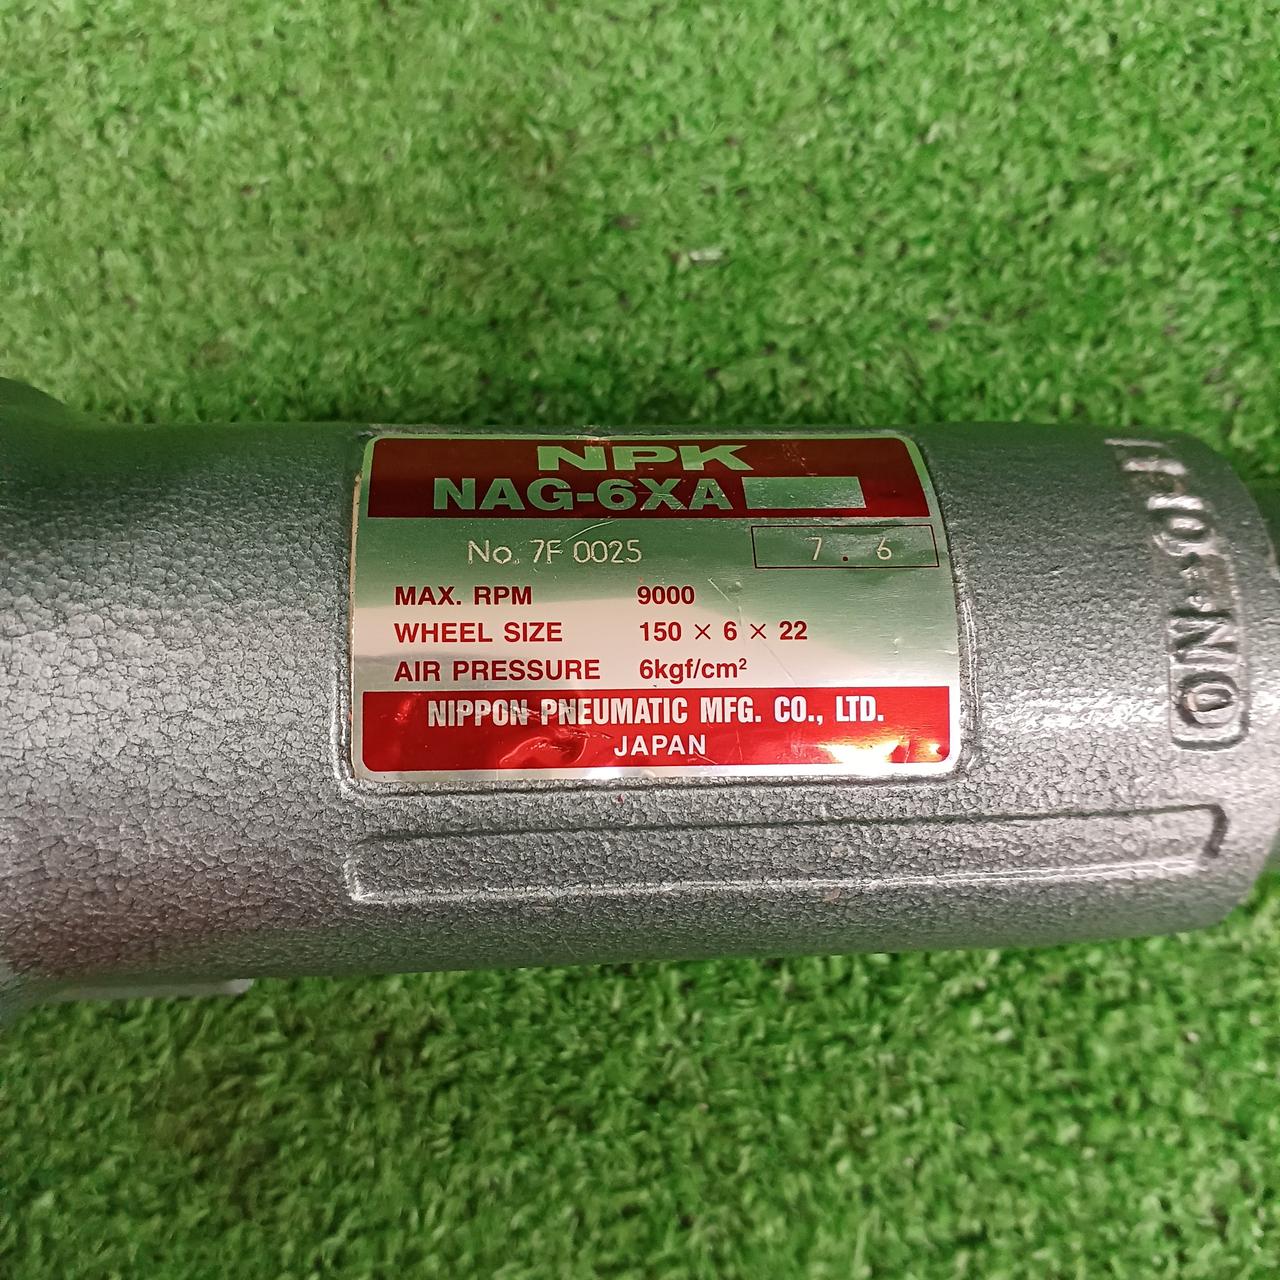 NPK
NAG-6XA
No. 7F 0025 7 . 6
MAX. RPM 9000
WHEEL SIZE 150 × 6 × 22
AIR PRESSURE 6kgf/cm²
NIPPON PNEUMATIC MFG. CO., LTD.
JAPAN
ON